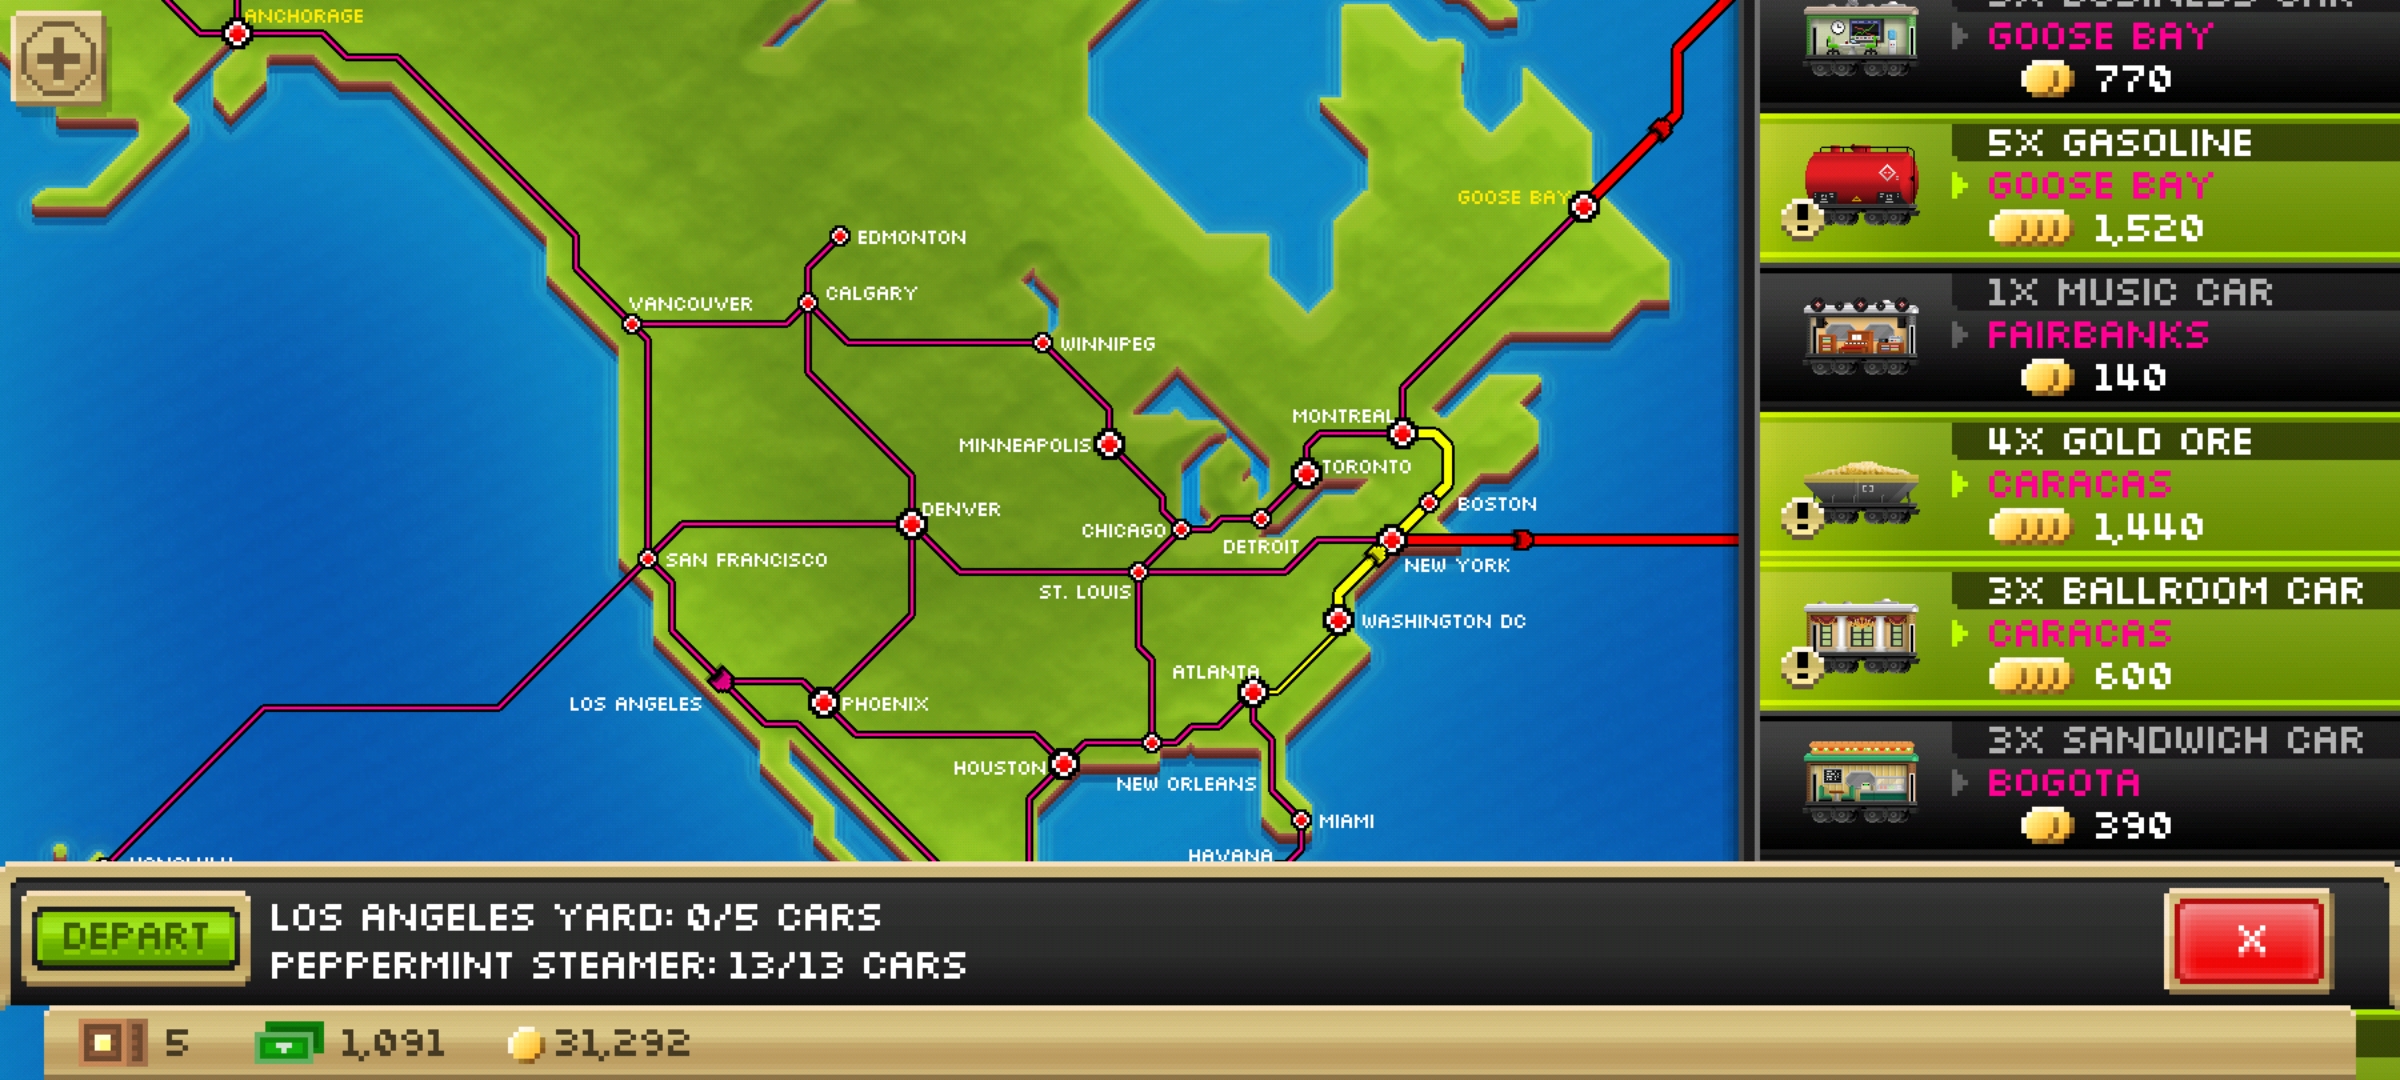 ANCHORAGE
GOOSE BAY
EDMONTON
CALGARY
VANCOUVER
WINNIPEG
MONTREAL
MINNEAPOLIS
TORONTO
BOSTON
DENVER
CHICAGO
DETROIT
SAN FRANCISCO
NEW YORK
ST. LOUIS
WASHINGTON DC
ATLANTA
LOS ANGELES
PHOENIX
HOUSTON
NEW ORLEANS
MIAMI
HAVANA
HONOLULU
3X BUSINESS CAR
GOOSE BAY
770
5X GASOLINE
GOOSE BAY
1,520
1X MUSIC CAR
FAIRBANKS
140
4X GOLD ORE
CARACAS
1,440
3X BALLROOM CAR
CARACAS
600
3X SANDWICH CAR
BOGOTA
390
DEPART
LOS ANGELES YARD: 0/5 CARS
PEPPERMINT STEAMER: 13/13 CARS
X
5 1,091 31,292